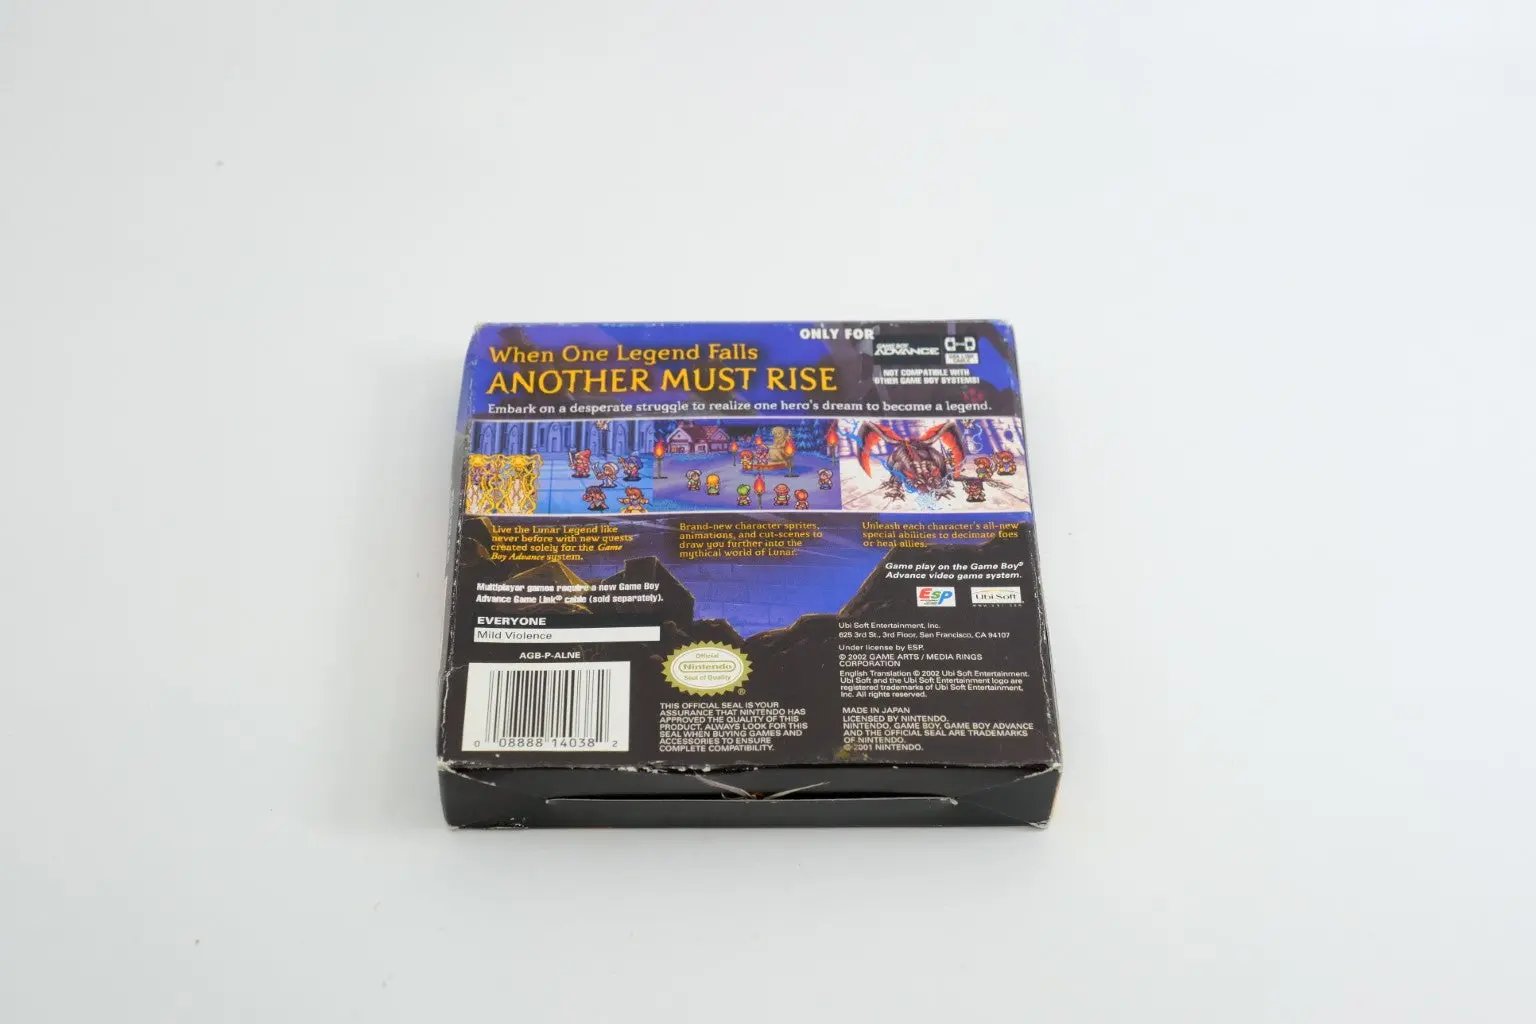 ONLY FOR
GAME BOY
ADVANCE
NOT COMPATIBLE WITH
OTHER GAME BOY SYSTEMS!
When One Legend Falls
ANOTHER MUST RISE
Embark on a desperate struggle to realize one hero's dream to become a legend.
Live the Lunar Legend like
never before with new quests
created solely for the Game
Boy Advance system.
Brand-new character sprites,
animations, and cut-scenes to
draw you further into the
mythical world of Lunar.
Unleash each character's all-new
special abilities to decimate foes
or heal allies.
Game play on the Game Boy®
Advance video game system.
Multiplayer games require a new Game Boy
Advance Game Link® cable (sold separately).
ESP
Ubi Soft
EVERYONE
Mild Violence
AGB-P-ALNE
0 08888 14038 2
Official
Nintendo
Seal of Quality
®
THIS OFFICIAL SEAL IS YOUR
ASSURANCE THAT NINTENDO HAS
APPROVED THE QUALITY OF THIS
PRODUCT. ALWAYS LOOK FOR THIS
SEAL WHEN BUYING GAMES AND
ACCESSORIES TO ENSURE
COMPLETE COMPATIBILITY.
Ubi Soft Entertainment, Inc.
625 3rd St., 3rd Floor, San Francisco, CA 94107
Under license by ESP.
© 2002 GAME ARTS / MEDIA RINGS
CORPORATION
English Translation © 2002 Ubi Soft Entertainment.
Ubi Soft and the Ubi Soft Entertainment logo are
registered trademarks of Ubi Soft Entertainment,
Inc. All rights reserved.
MADE IN JAPAN
LICENSED BY NINTENDO.
NINTENDO, GAME BOY, GAME BOY ADVANCE
AND THE OFFICIAL SEAL ARE TRADEMARKS
OF NINTENDO.
© 2001 NINTENDO.